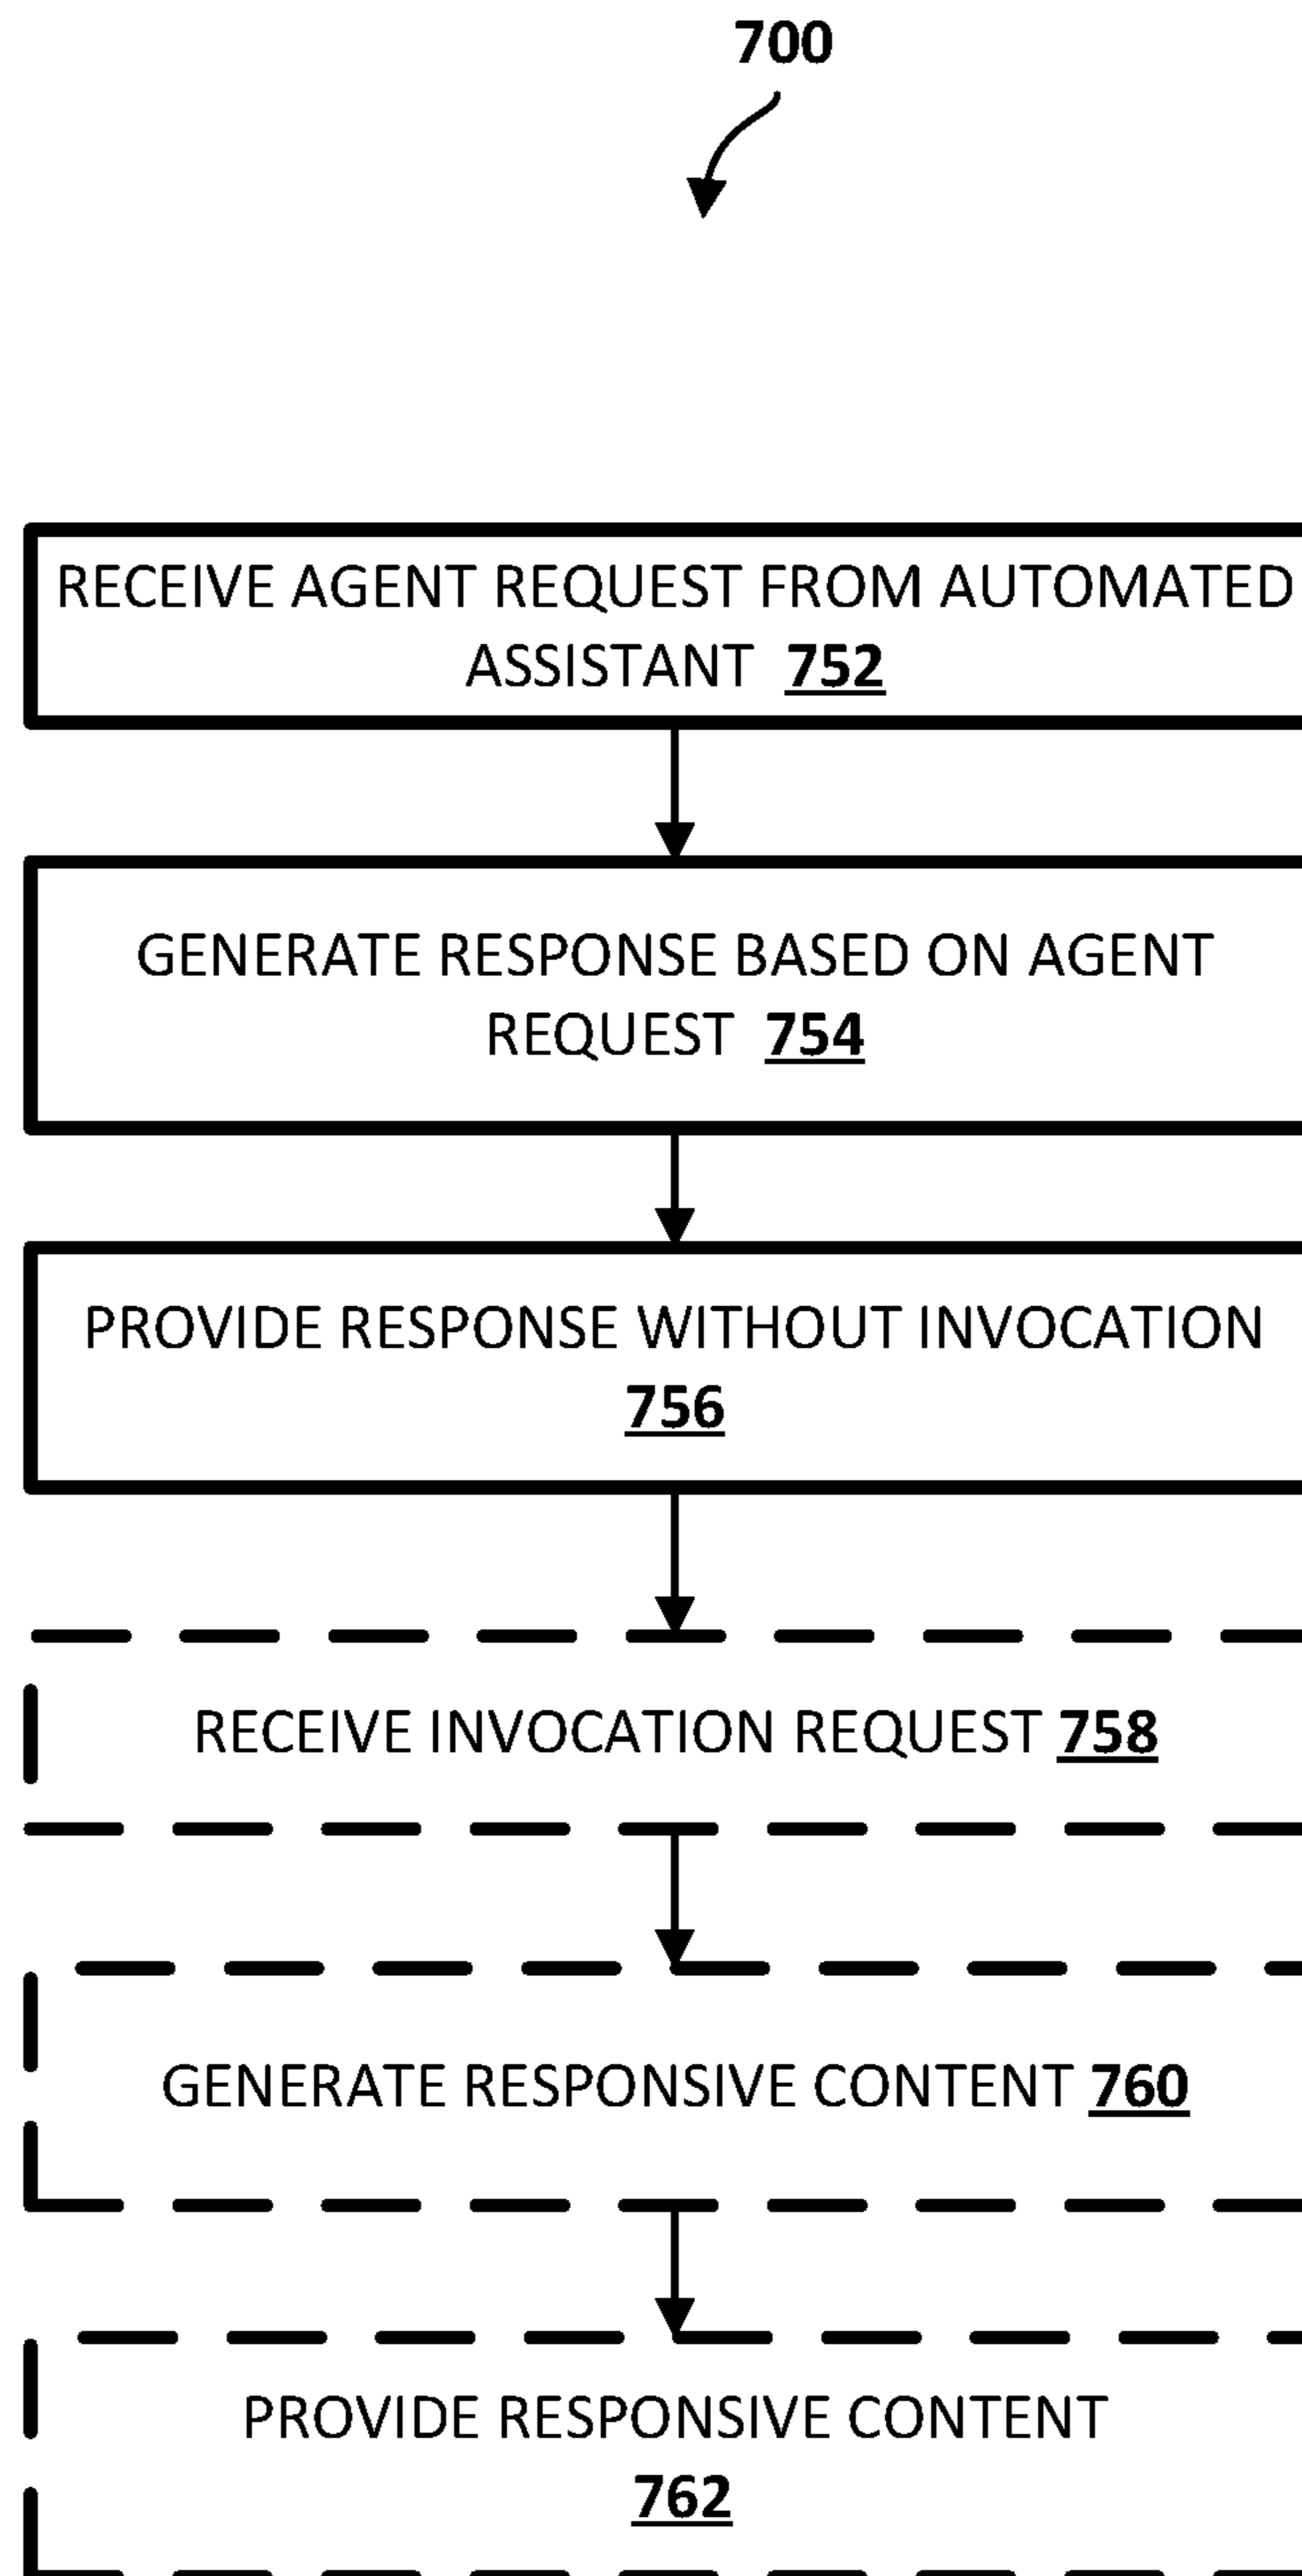 700
RECEIVE AGENT REQUEST FROM AUTOMATED
ASSISTANT 752
GENERATE RESPONSE BASED ON AGENT
REQUEST 754
PROVIDE RESPONSE WITHOUT INVOCATION
756
RECEIVE INVOCATION REQUEST 758
GENERATE RESPONSIVE CONTENT 760
PROVIDE RESPONSIVE CONTENT
762